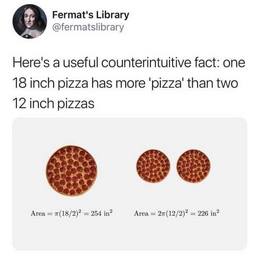 Fermat's Library
@fermatslibrary
Here's a useful counterintuitive fact: one
18 inch pizza has more 'pizza' than two
12 inch pizzas
Area = π(18/2)² = 254 in²
Area = 2π(12/2)² = 226 in²